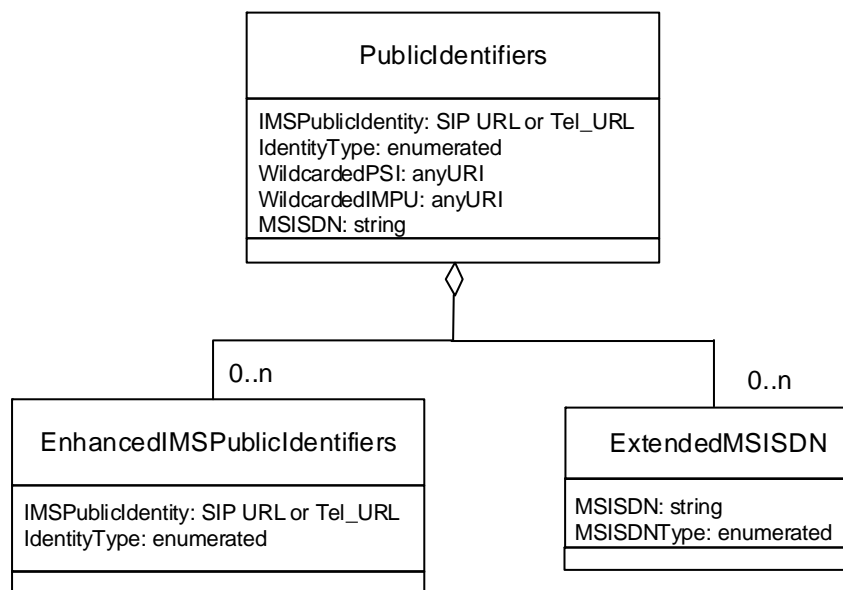 PublicIdentifiers
IMSPublicIdentity: SIP URL or Tel_URL
IdentityType: enumerated
WildcardedPSI: anyURI
WildcardedIMPU: anyURI
MSISDN: string
0..n
0..n
EnhancedIMSPublicIdentifiers
IMSPublicIdentity: SIP URL or Tel_URL
IdentityType: enumerated
ExtendedMSISDN
MSISDN: string
MSISDNType: enumerated